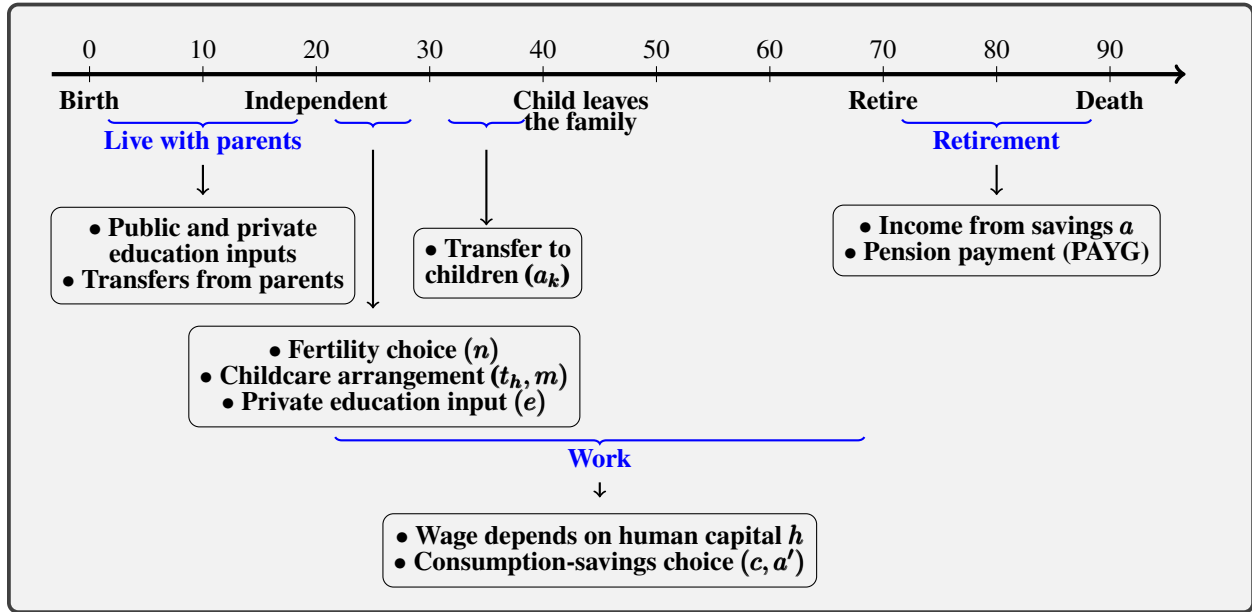 0 10 20 30 40 50 60 70 80 90
Birth Independent Child leaves Retire Death
the family
Live with parents Retirement
• Public and private
education inputs
• Transfers from parents
• Transfer to
children (a_k)
• Income from savings a
• Pension payment (PAYG)
• Fertility choice (n)
• Childcare arrangement (t_h, m)
• Private education input (e)
Work
• Wage depends on human capital h
• Consumption-savings choice (c, a′)